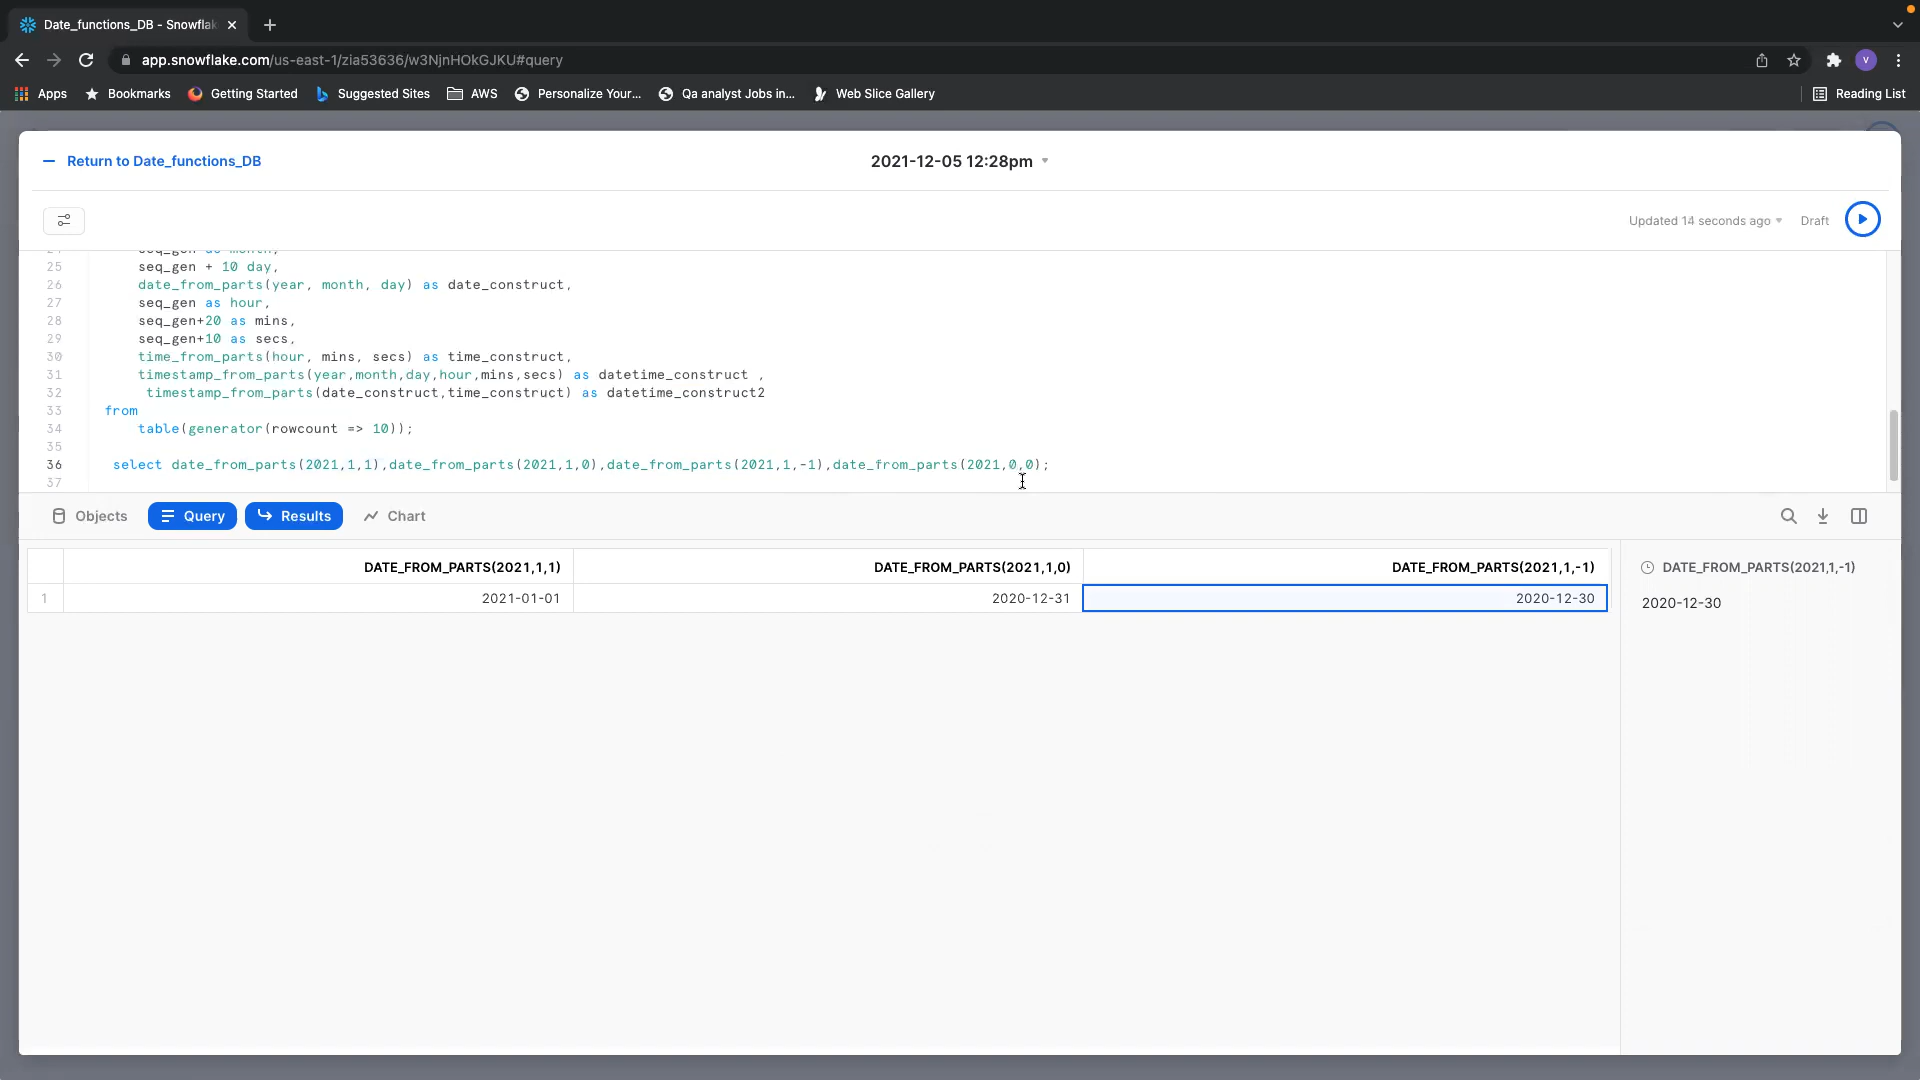 Date_functions_DB - Snowflak
app.snowflake.com/us-east-1/zia53636/w3NjnHOkGJKU#query
V
Apps
Bookmarks
Getting Started
Suggested Sites
AWS
Personalize Your...
Qa analyst Jobs in...
Web Slice Gallery
Reading List
Return to Date_functions_DB
2021-12-05 12:28pm
Updated 14 seconds ago
Draft
24 seq_gen as month,
25 seq_gen + 10 day,
26 date_from_parts(year, month, day) as date_construct,
27 seq_gen as hour,
28 seq_gen+20 as mins,
29 seq_gen+10 as secs,
30 time_from_parts(hour, mins, secs) as time_construct,
31 timestamp_from_parts(year,month,day,hour,mins,secs) as datetime_construct ,
32 timestamp_from_parts(date_construct,time_construct) as datetime_construct2
33 from
34 table(generator(rowcount => 10));
35
36 select date_from_parts(2021,1,1),date_from_parts(2021,1,0),date_from_parts(2021,1,-1),date_from_parts(2021,0,0);
37
Objects
Query
Results
Chart
DATE_FROM_PARTS(2021,1,1)
DATE_FROM_PARTS(2021,1,0)
DATE_FROM_PARTS(2021,1,-1)
DATE_FROM_PARTS(2021,1,-1)
1 2021-01-01 2020-12-31 2020-12-30
2020-12-30